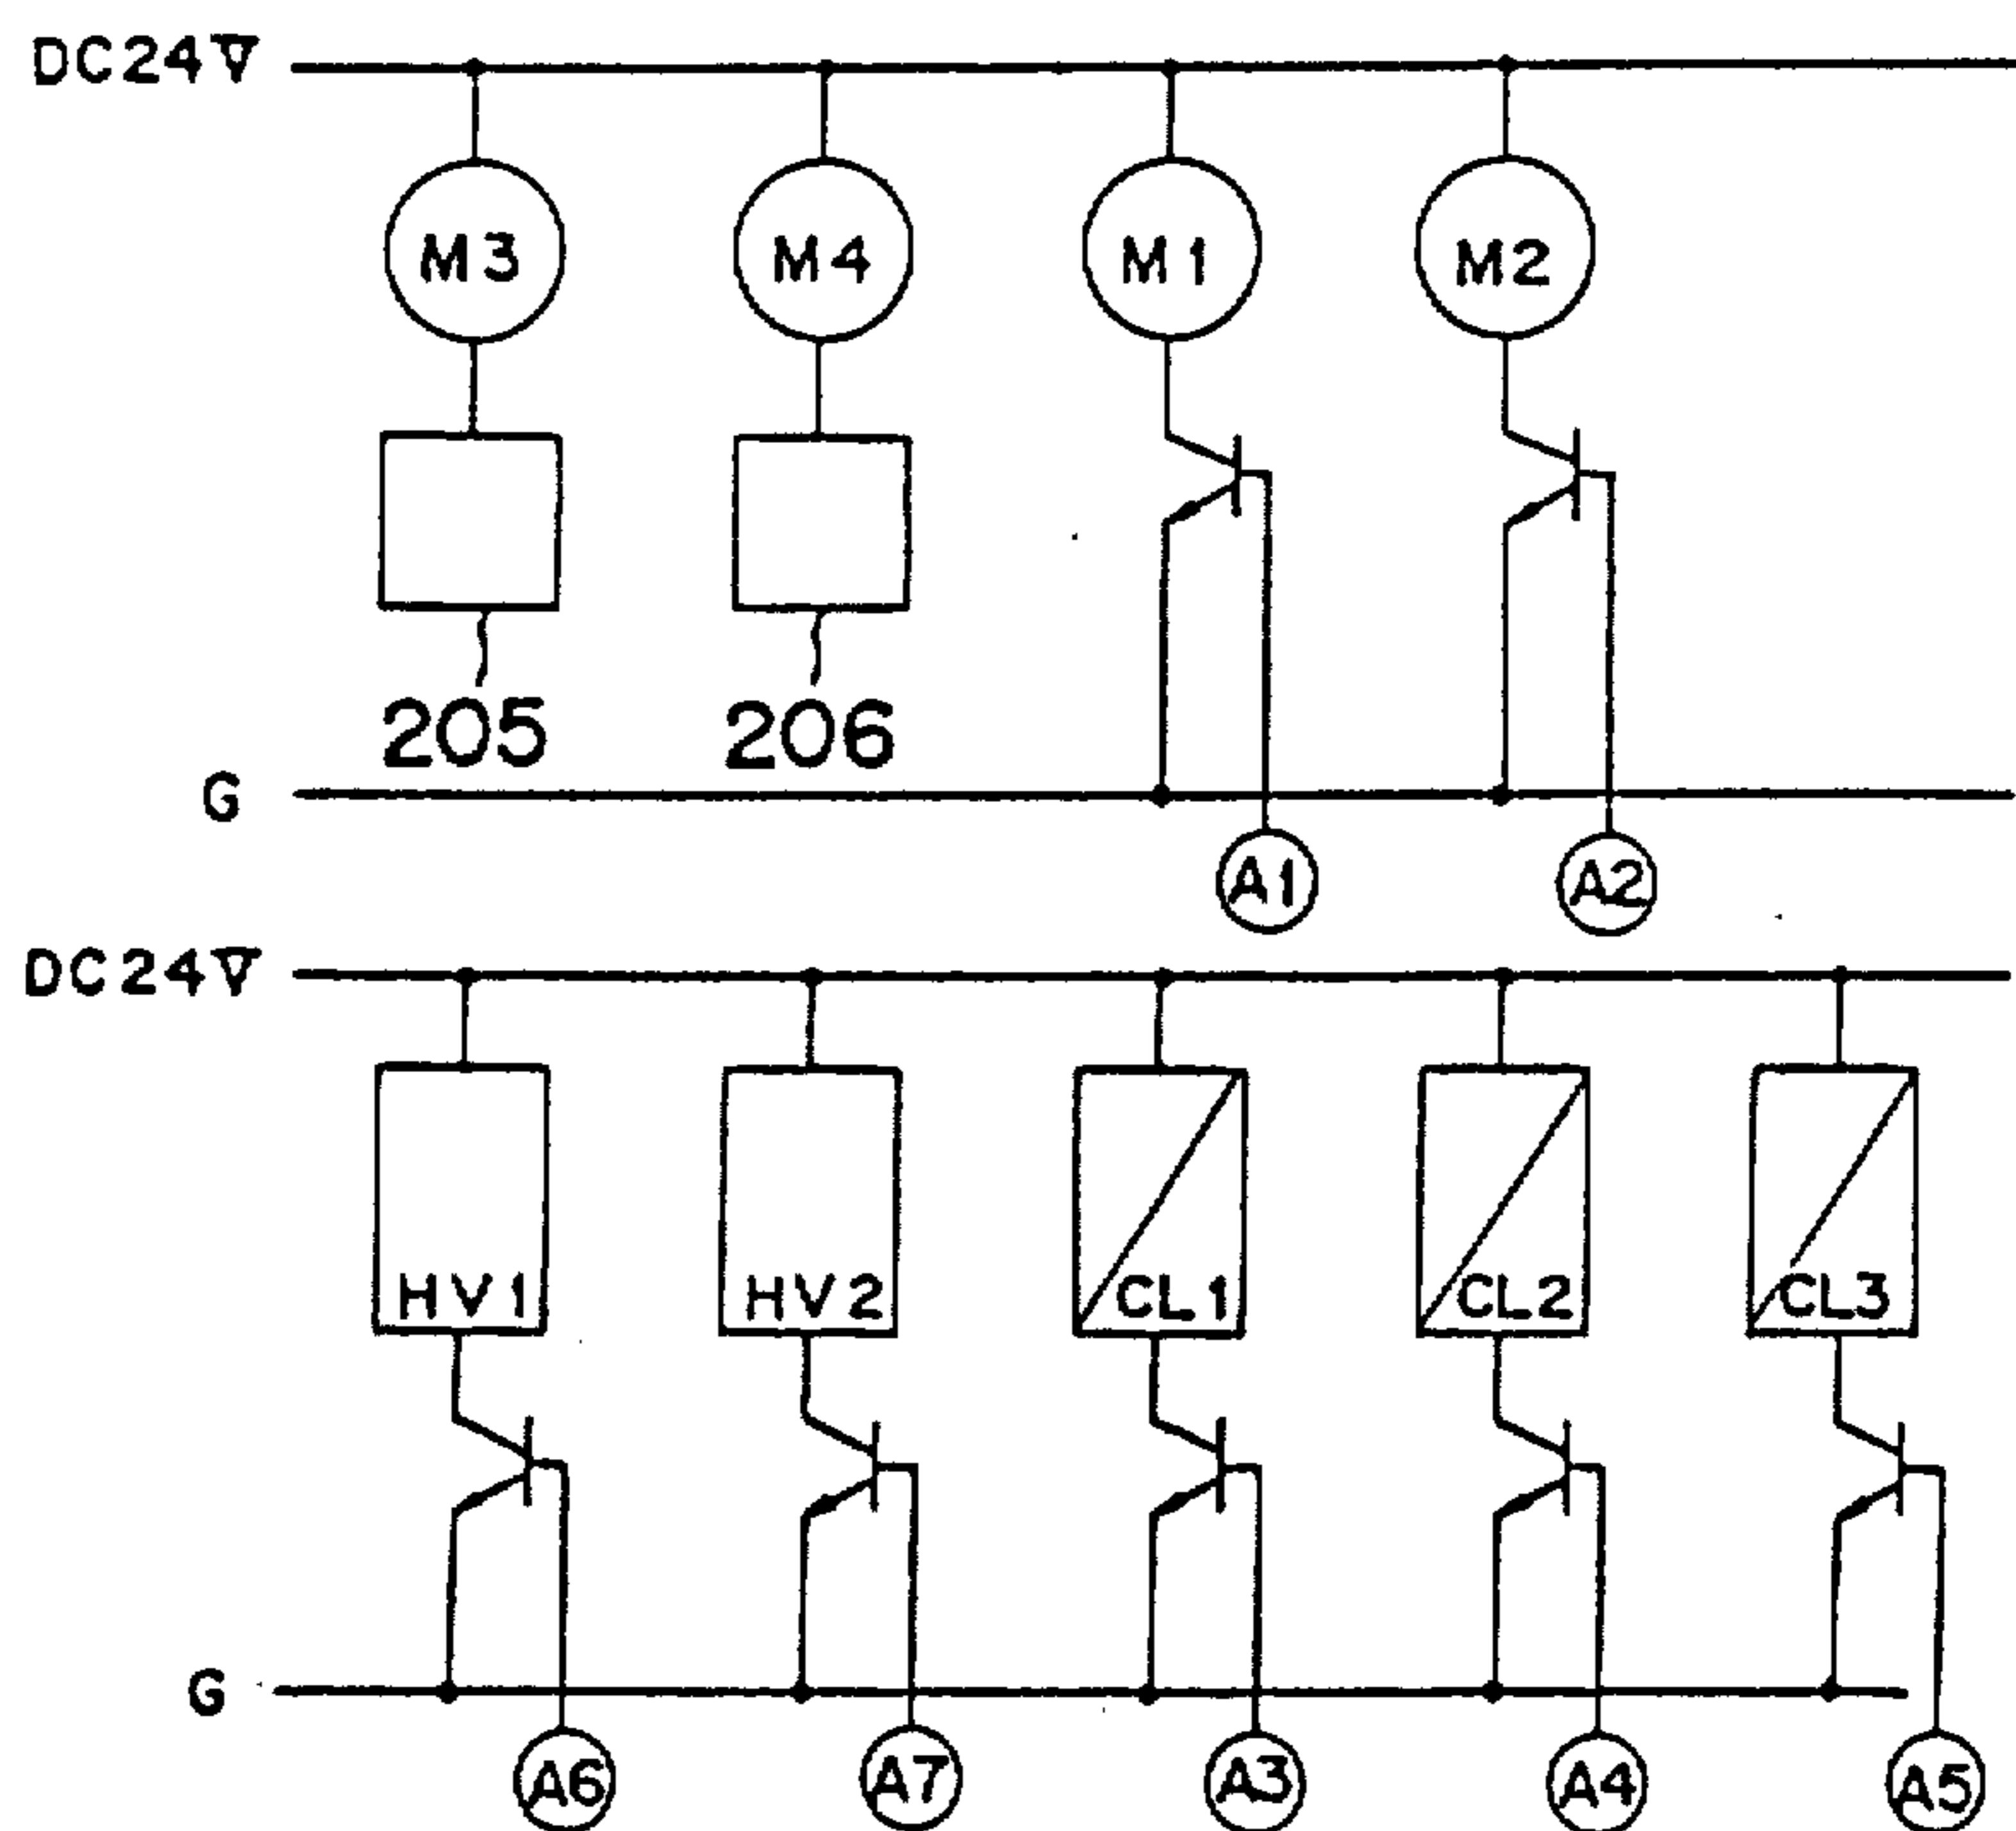 DC24V
M3 M4 M1 M2
205 206
G
A1 A2
DC24V
HV1 HV2 CL1 CL2 CL3
G
A6 A7 A3 A4 A5